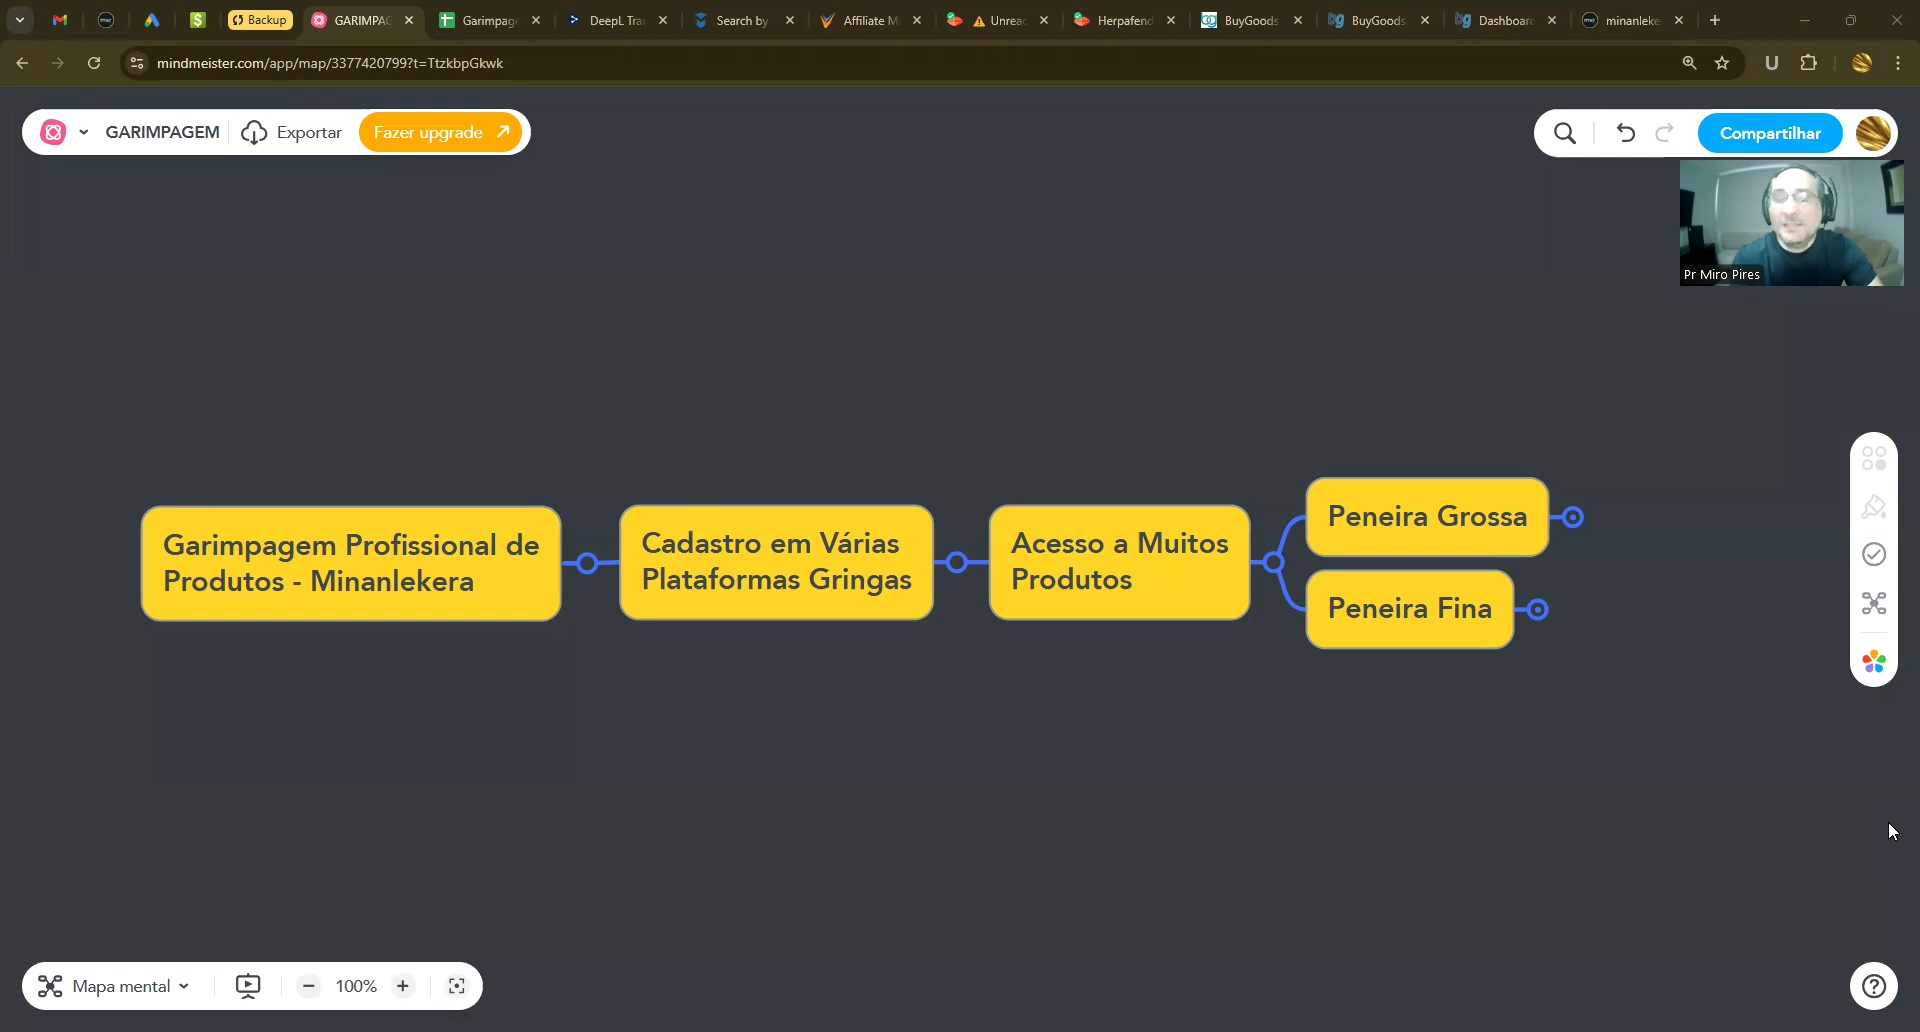 Backup
GARIMPAG
Garimpage
DeepL Tra
Search by
Affiliate M
Unreac
Herpafend
BuyGoods
BuyGoods
Dashboard
minanleke
mindmeister.com/app/map/3377420799?t=TtzkbpGkwk
U
GARIMPAGEM
Exportar
Fazer upgrade
Compartilhar
Pr Miro Pires
Garimpagem Profissional de
Produtos - Minanlekera
Cadastro em Várias
Plataformas Gringas
Acesso a Muitos
Produtos
Peneira Grossa
Peneira Fina
Mapa mental
100%